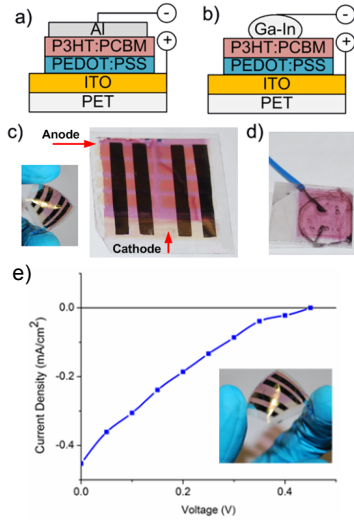 a)
Al
-
+
P3HT:PCBM
PEDOT:PSS
ITO
PET
b)
Ga-In
-
+
P3HT:PCBM
PEDOT:PSS
ITO
PET
c)
Anode
Cathode
d)
e)
Current Density (mA/cm²)
0.0
-0.2
-0.4
0.0
0.2
0.4
Voltage (V)